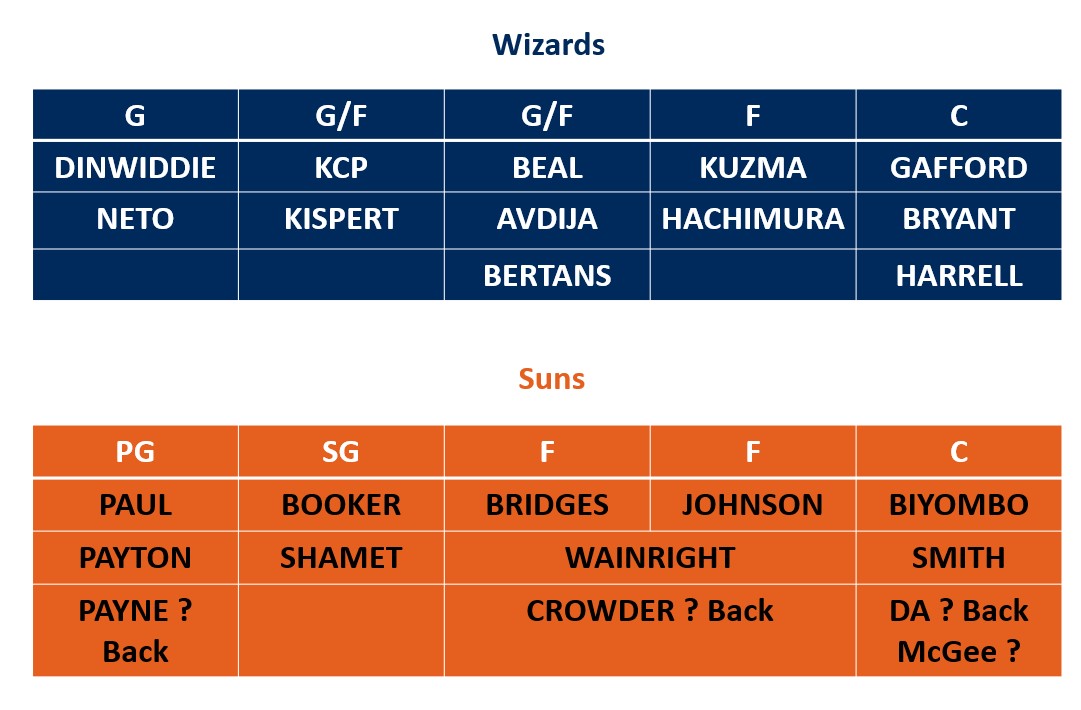 Wizards
G G/F G/F F C
DINWIDDIE KCP BEAL KUZMA GAFFORD
NETO KISPERT AVDIJA HACHIMURA BRYANT
BERTANS HARRELL
Suns
PG SG F F C
PAUL BOOKER BRIDGES JOHNSON BIYOMBO
PAYTON SHAMET WAINRIGHT SMITH
PAYNE ? CROWDER ? Back DA ? Back
Back McGee ?